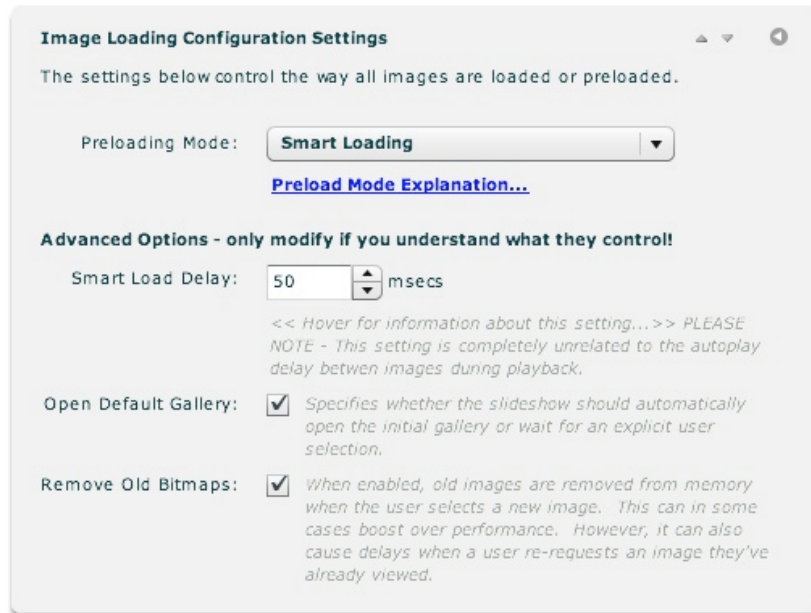 Image Loading Configuration Settings
The settings below control the way all images are loaded or preloaded.
Preloading Mode: Smart Loading
Preload Mode Explanation...
Advanced Options - only modify if you understand what they control!
Smart Load Delay: 50 msecs
<< Hover for information about this setting...>> PLEASE
NOTE - This setting is completely unrelated to the autoplay
delay betwen images during playback.
Open Default Gallery: Specifies whether the slideshow should automatically
open the initial gallery or wait for an explicit user
selection.
Remove Old Bitmaps: When enabled, old images are removed from memory
when the user selects a new image. This can in some
cases boost over performance. However, it can also
cause delays when a user re-requests an image they've
already viewed.